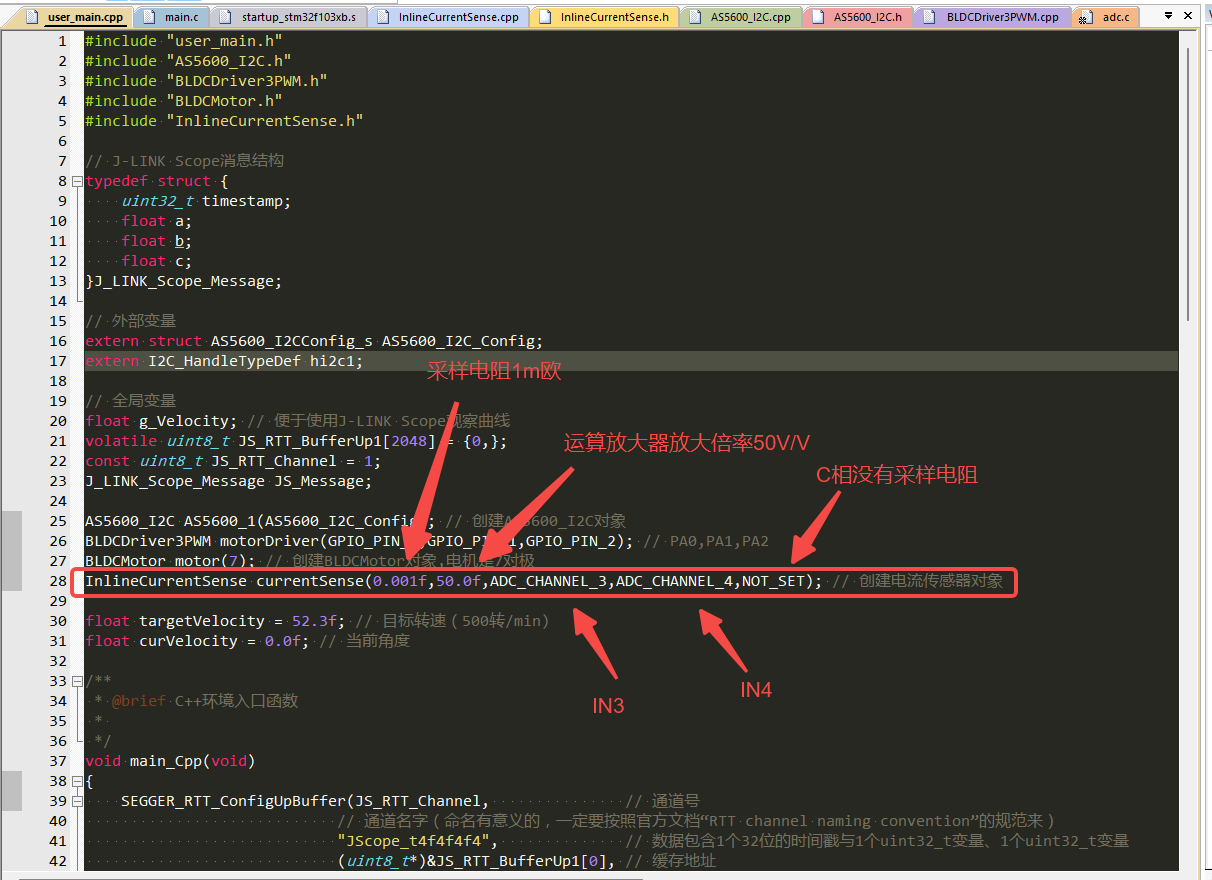 user_main.cpp main.c startup_stm32f103xb.s InlineCurrentSense.cpp InlineCurrentSense.h AS5600_I2C.cpp AS5600_I2C.h BLDCDriver3PWM.cpp adc.c
1 #include "user_main.h"
2 #include "AS5600_I2C.h"
3 #include "BLDCDriver3PWM.h"
4 #include "BLDCMotor.h"
5 #include "InlineCurrentSense.h"
6
7 // J-LINK Scope消息结构
8 typedef struct {
9 uint32_t timestamp;
10 float a;
11 float b;
12 float c;
13 }J_LINK_Scope_Message;
14
15 // 外部变量
16 extern struct AS5600_I2CConfig_s AS5600_I2C_Config;
17 extern I2C_HandleTypeDef hi2c1;
采样电阻1m欧
18
19 // 全局变量
20 float g_Velocity; // 便于使用J-LINK Scope观察曲线
21 volatile uint8_t JS_RTT_BufferUp1[2048] = {0,};
运算放大器放大倍率50V/V
22 const uint8_t JS_RTT_Channel = 1;
23 J_LINK_Scope_Message JS_Message;
C相没有采样电阻
24
25 AS5600_I2C AS5600_1(AS5600_I2C_Config); // 创建AS5600_I2C对象
26 BLDCDriver3PWM motorDriver(GPIO_PIN_ GPIO_PIN_1,GPIO_PIN_2); // PA0,PA1,PA2
27 BLDCMotor motor(7); // 创建BLDCMotor对象,电机是7对极
28 InlineCurrentSense currentSense(0.001f,50.0f,ADC_CHANNEL_3,ADC_CHANNEL_4,NOT_SET); // 创建电流传感器对象
29
30 float targetVelocity = 52.3f; // 目标转速（500转/min）
31 float curVelocity = 0.0f; // 当前角度
32
33 /**
34 * @brief C++环境入口函数
IN3
IN4
35 *
36 */
37 void main_Cpp(void)
38 {
39 SEGGER_RTT_ConfigUpBuffer(JS_RTT_Channel, // 通道号
40 // 通道名字（命名有意义的，一定要按照官方文档“RTT channel naming convention”的规范来）
41 "JScope_t4f4f4f4", // 数据包含1个32位的时间戳与1个uint32_t变量、1个uint32_t变量
42 (uint8_t*)&JS_RTT_BufferUp1[0], // 缓存地址